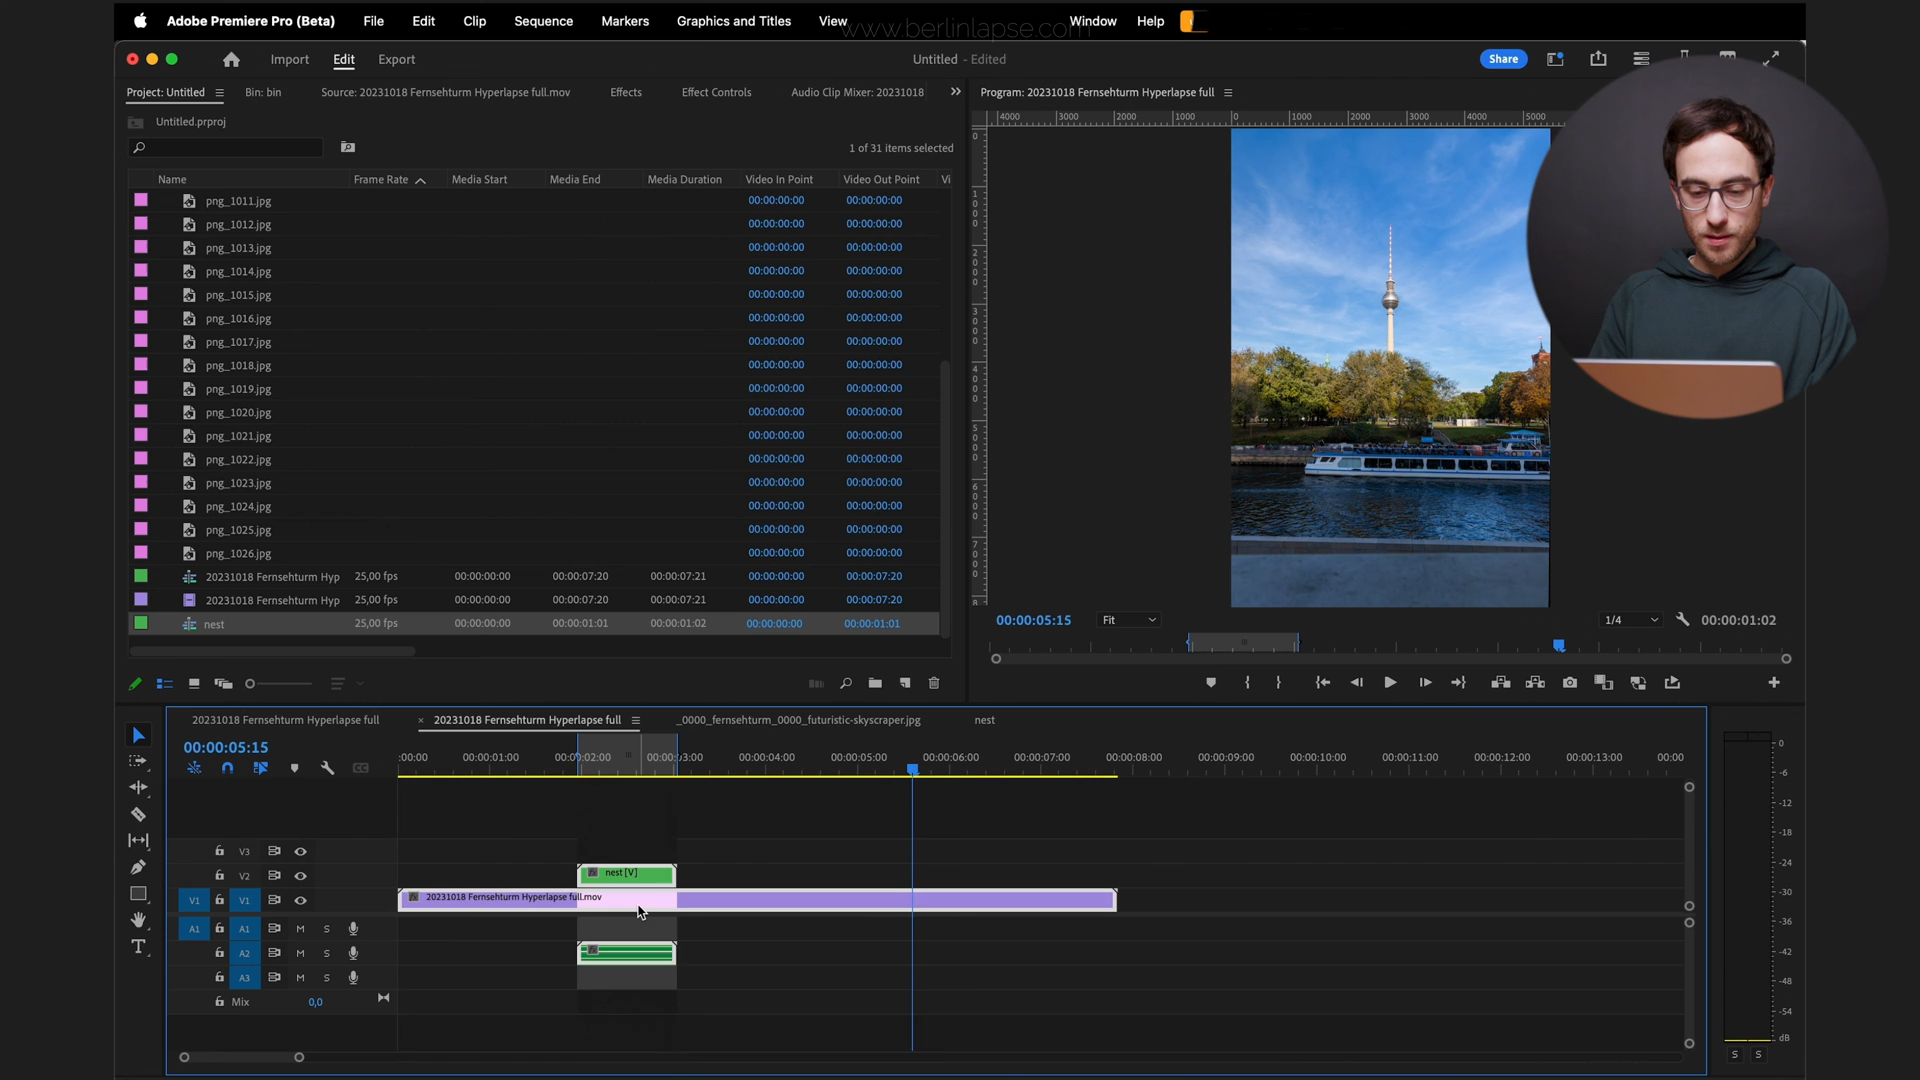 Adobe Premiere Pro (Beta) File Edit Clip Sequence Markers Graphics and Titles View Window Help
www.berlinlapse.com
Import Edit Export
Untitled - Edited
Share
Project: Untitled
Bin: bin
Source: 20231018 Fernsehturm Hyperlapse full.mov
Effects
Effect Controls
Audio Clip Mixer: 20231018
Program: 20231018 Fernsehturm Hyperlapse full
Untitled.prproj
1 of 31 items selected
4000 3000 2000 1000 0 1000 2000 3000 4000 5000
Name Frame Rate Media Start Media End Media Duration Video In Point Video Out Point Vi
png_1011.jpg 00:00:00:00 00:00:00:00
png_1012.jpg 00:00:00:00 00:00:00:00
png_1013.jpg 00:00:00:00 00:00:00:00
png_1014.jpg 00:00:00:00 00:00:00:00
png_1015.jpg 00:00:00:00 00:00:00:00
png_1016.jpg 00:00:00:00 00:00:00:00
png_1017.jpg 00:00:00:00 00:00:00:00
png_1018.jpg 00:00:00:00 00:00:00:00
png_1019.jpg 00:00:00:00 00:00:00:00
png_1020.jpg 00:00:00:00 00:00:00:00
png_1021.jpg 00:00:00:00 00:00:00:00
png_1022.jpg 00:00:00:00 00:00:00:00
png_1023.jpg 00:00:00:00 00:00:00:00
png_1024.jpg 00:00:00:00 00:00:00:00
png_1025.jpg 00:00:00:00 00:00:00:00
png_1026.jpg 00:00:00:00 00:00:00:00
20231018 Fernsehturm Hyp 25,00 fps 00:00:00:00 00:00:07:20 00:00:07:21 00:00:00:00 00:00:07:20
20231018 Fernsehturm Hyp 25,00 fps 00:00:00:00 00:00:07:20 00:00:07:21 00:00:00:00 00:00:07:20
nest 25,00 fps 00:00:00:00 00:00:01:01 00:00:01:02 00:00:00:00 00:00:01:01
00:00:05:15 Fit 1/4 00:00:01:02
20231018 Fernsehturm Hyperlapse full
20231018 Fernsehturm Hyperlapse full
_0000_fernsehturm_0000_futuristic-skyscraper.jpg
nest
00:00:05:15
:00:00 00:00:01:00 00:00:02:00 00:00:03:00 00:00:04:00 00:00:05:00 00:00:06:00 00:00:07:00 00:00:08:00 00:00:09:00 00:00:10:00 00:00:11:00 00:00:12:00 00:00:13:00 00:00
V3
V2 nest [V]
V1 V1 20231018 Fernsehturm Hyperlapse full.mov
A1 A1 M S
A2 M S
A3 M S
Mix 0,0
0
-6
-12
-18
-24
-30
-36
-42
-48
-54
dB
S S